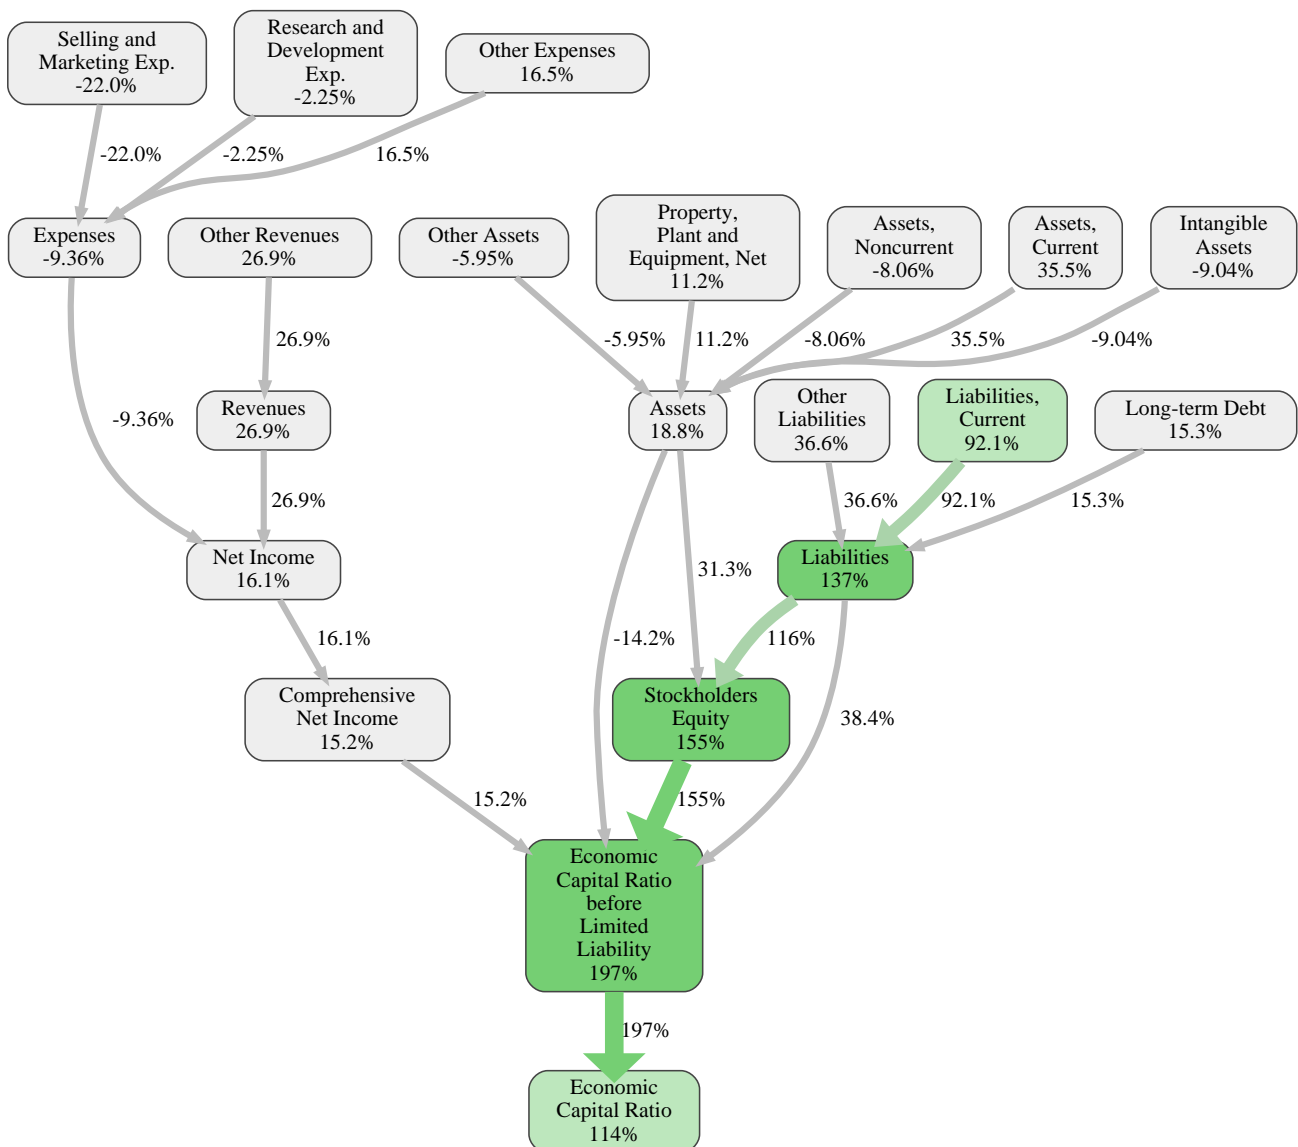 Selling and
Marketing Exp.
-22.0%
Research and
Development
Exp.
-2.25%
Other Expenses
16.5%
-22.0%
-2.25%
16.5%
Expenses
-9.36%
Other Revenues
26.9%
Other Assets
-5.95%
Property,
Plant and
Equipment, Net
11.2%
Assets,
Noncurrent
-8.06%
Assets,
Current
35.5%
Intangible
Assets
-9.04%
26.9%
-5.95%
11.2%
-8.06%
35.5%
-9.04%
-9.36%
Revenues
26.9%
Assets
18.8%
Other
Liabilities
36.6%
Liabilities,
Current
92.1%
Long-term Debt
15.3%
26.9%
36.6%
92.1%
15.3%
Net Income
16.1%
31.3%
Liabilities
137%
16.1%
-14.2%
116%
Comprehensive
Net Income
15.2%
Stockholders
Equity
155%
38.4%
15.2%
155%
Economic
Capital Ratio
before
Limited
Liability
197%
197%
Economic
Capital Ratio
114%